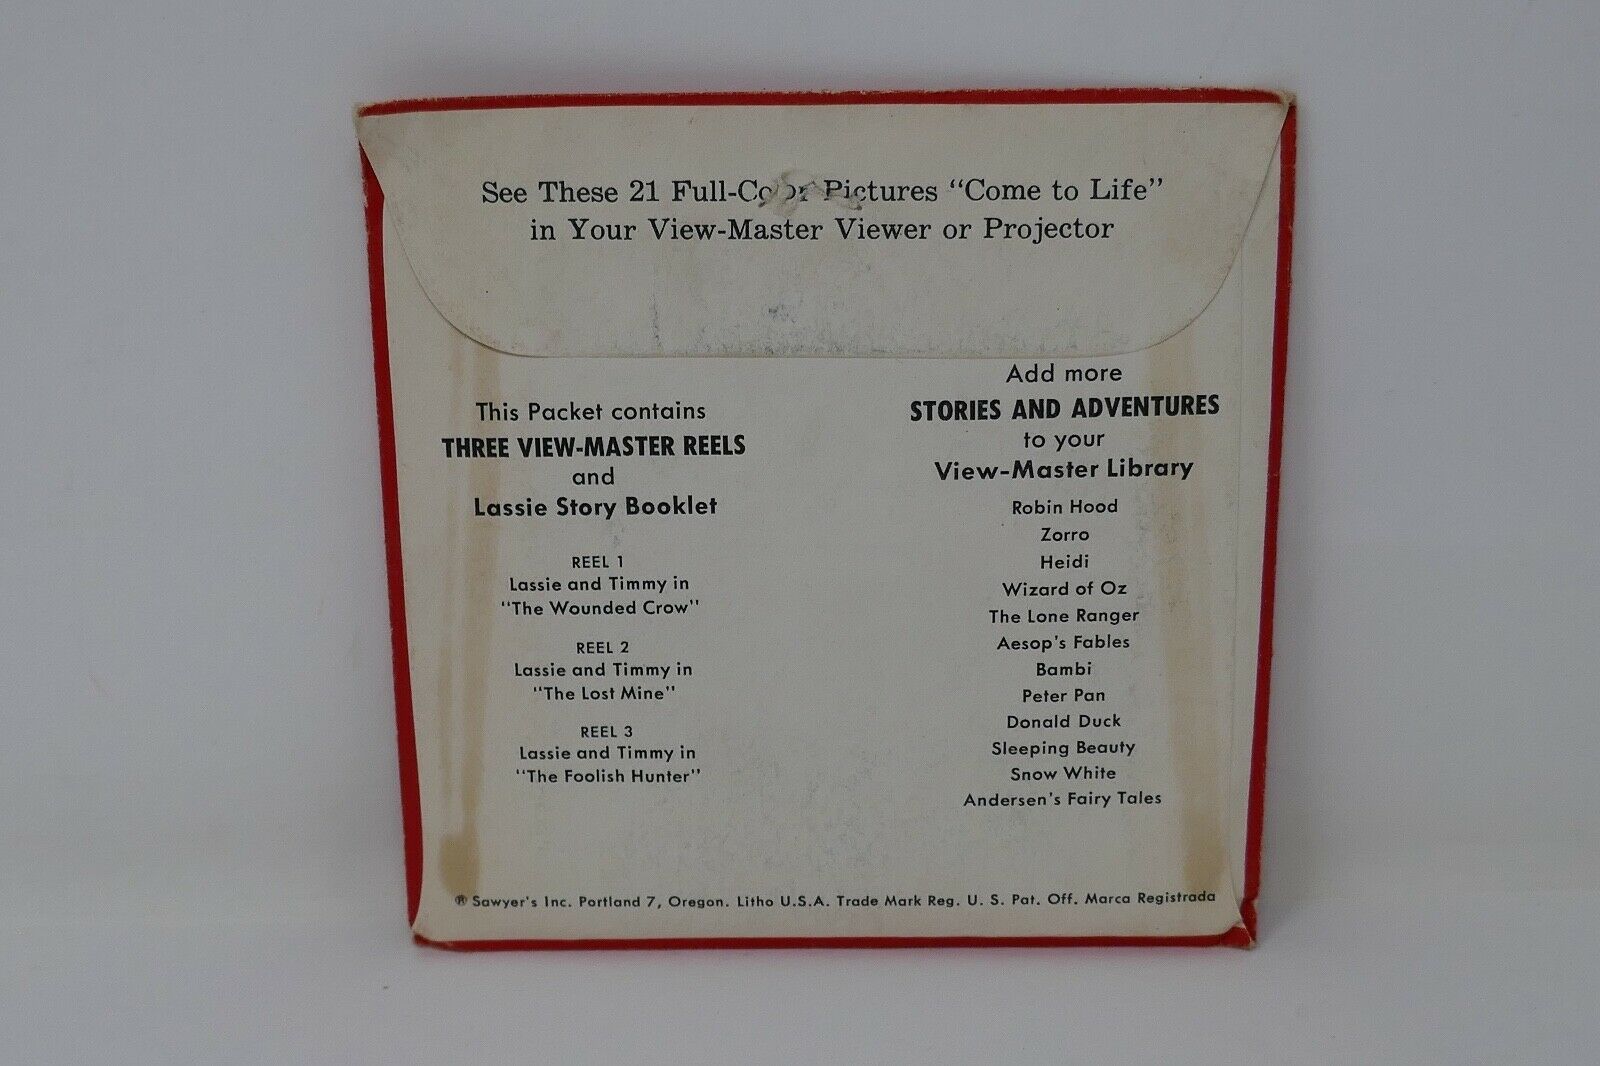 See These 21 Full-Color Pictures “Come to Life”
in Your View-Master Viewer or Projector
This Packet contains
THREE VIEW-MASTER REELS
and
Lassie Story Booklet
REEL 1
Lassie and Timmy in
"The Wounded Crow"
REEL 2
Lassie and Timmy in
"The Lost Mine"
REEL 3
Lassie and Timmy in
"The Foolish Hunter"
Add more
STORIES AND ADVENTURES
to your
View-Master Library
Robin Hood
Zorro
Heidi
Wizard of Oz
The Lone Ranger
Aesop's Fables
Bambi
Peter Pan
Donald Duck
Sleeping Beauty
Snow White
Andersen's Fairy Tales
® Sawyer's Inc. Portland 7, Oregon. Litho U.S.A. Trade Mark Reg. U. S. Pat. Off. Marca Registrada